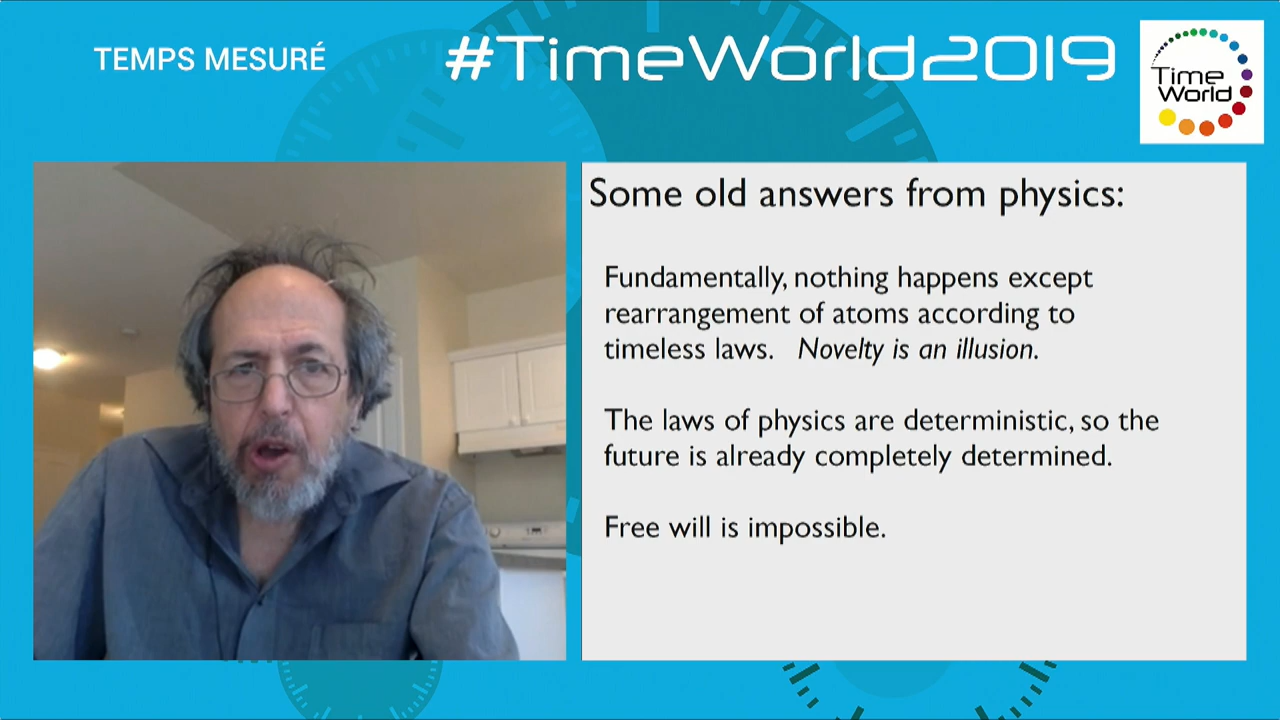 TEMPS MESURÉ
#TimeWorld2019
Time
World
Some old answers from physics:
Fundamentally, nothing happens except
rearrangement of atoms according to
timeless laws. Novelty is an illusion.
The laws of physics are deterministic, so the
future is already completely determined.
Free will is impossible.